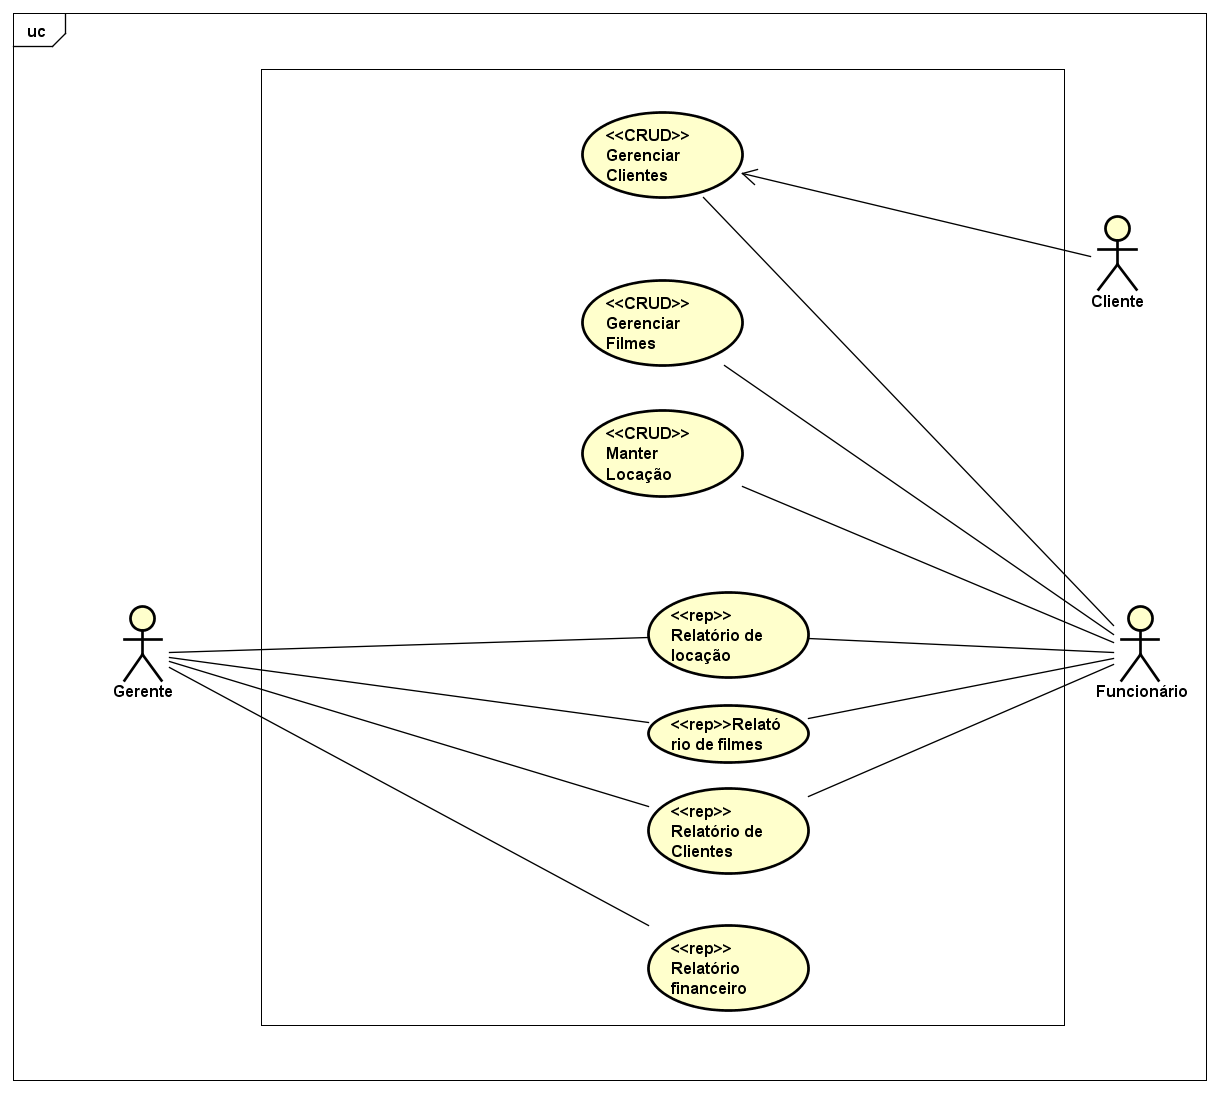 uc
<<CRUD>>
Gerenciar
Clientes
Cliente
<<CRUD>>
Gerenciar
Filmes
<<CRUD>>
Manter
Locação
<<rep>>
Relatório de
locação
Gerente
Funcionário
<<rep>>Relató
rio de filmes
<<rep>>
Relatório de
Clientes
<<rep>>
Relatório
financeiro